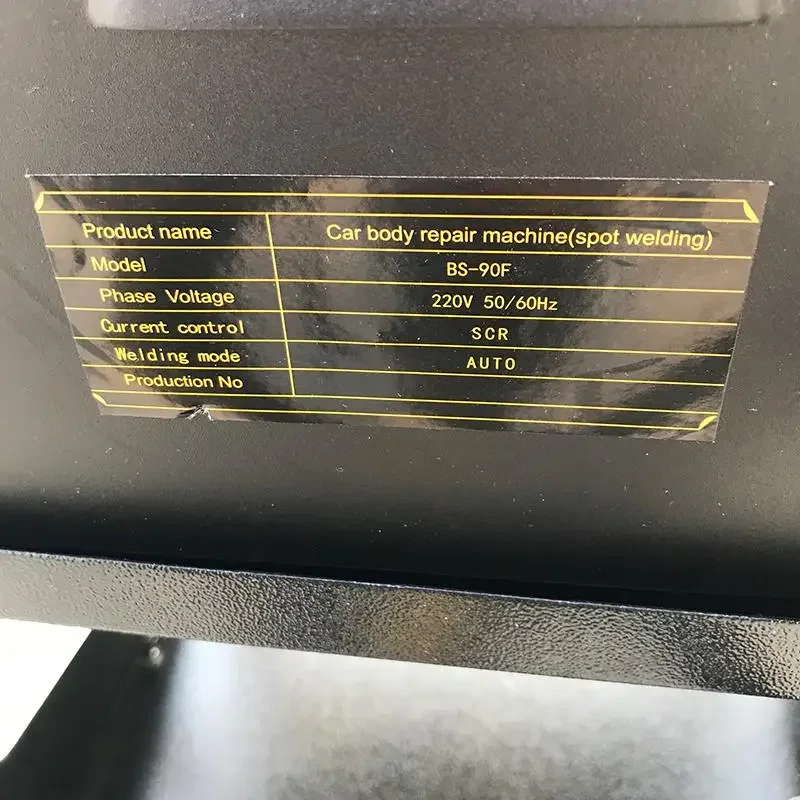 Product name Car body repair machine(spot welding)
Model BS-90F
Phase Voltage 220V 50/60Hz
Current control SCR
Welding mode AUTO
Production No